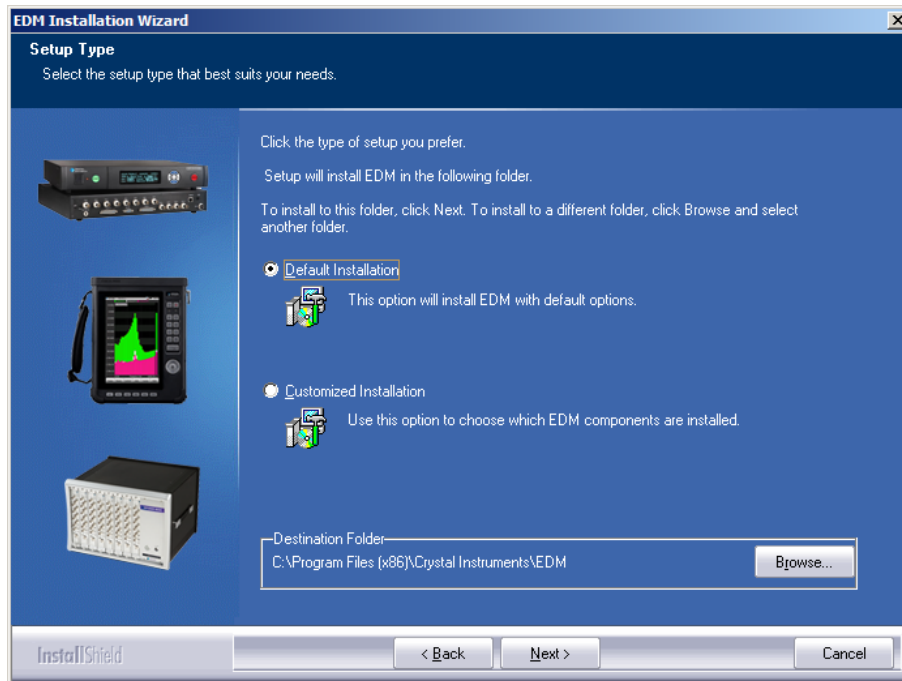 EDM Installation Wizard
Setup Type
Select the setup type that best suits your needs.
Click the type of setup you prefer.
Setup will install EDM in the following folder.
To install to this folder, click Next. To install to a different folder, click Browse and select
another folder.
Default Installation
This option will install EDM with default options.
Customized Installation
Use this option to choose which EDM components are installed.
Destination Folder
C:\Program Files (x86)\Crystal Instruments\EDM
Browse...
InstallShield
< Back
Next >
Cancel